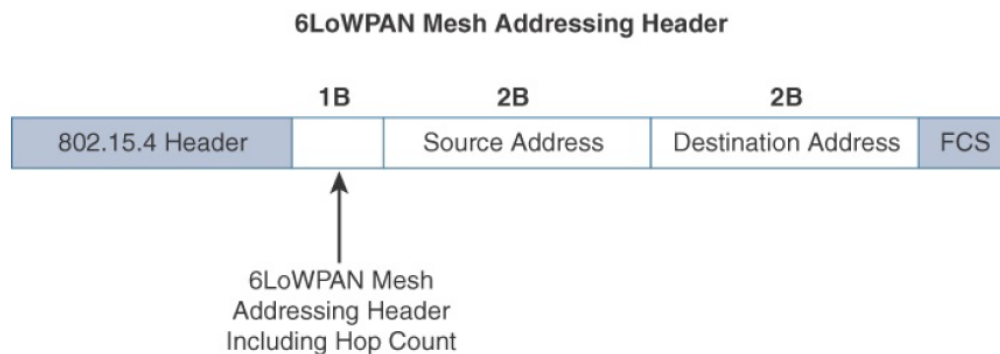 6LoWPAN Mesh Addressing Header
1B 2B 2B
802.15.4 Header Source Address Destination Address FCS
6LoWPAN Mesh
Addressing Header
Including Hop Count